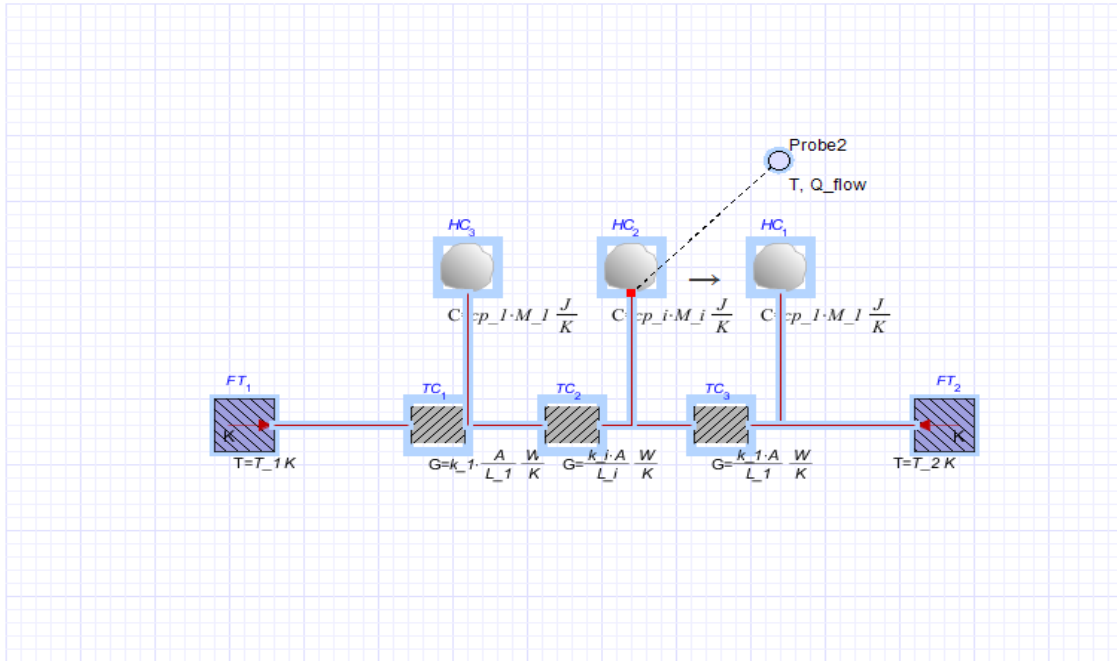 Probe2
T, Q_flow
HC₃
HC₂
HC₁
→
C=cp_1·M_1 J/K
C=cp_i·M_i J/K
C=cp_1·M_1 J/K
FT₁
TC₁
TC₂
TC₃
FT₂
K
K
T=T_1 K
G=k_1·A/L_1 W/K
G=k_i·A/L_i W/K
G=k_1·A/L_1 W/K
T=T_2 K